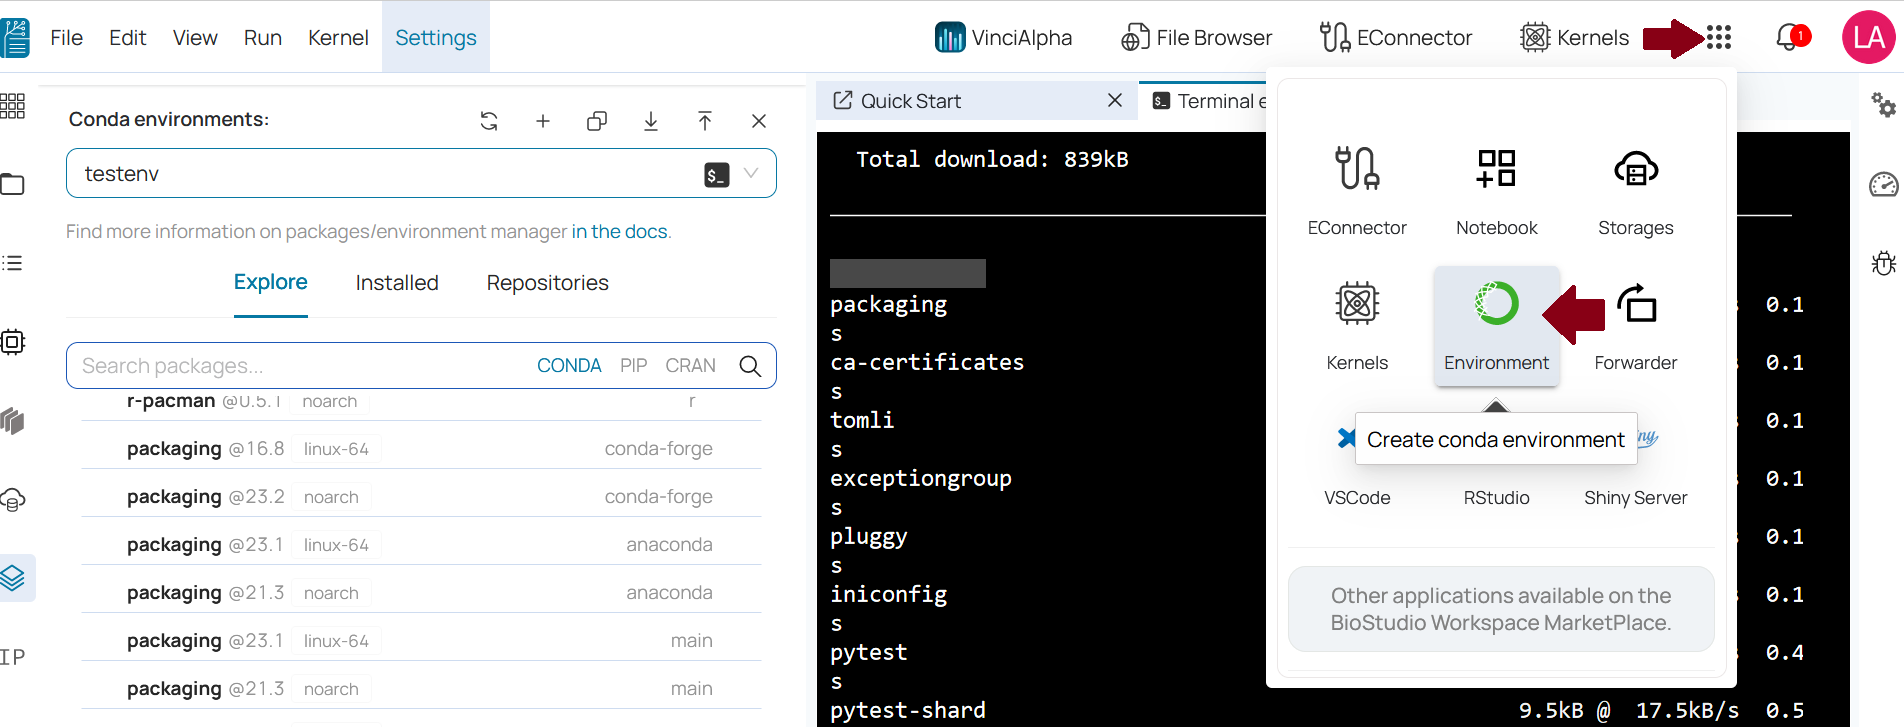 File Edit View Run Kernel Settings VinciAlpha File Browser EConnector Kernels 1 LA
Conda environments:
testenv $_
Find more information on packages/environment manager in the docs.
Explore Installed Repositories
Search packages... CONDA PIP CRAN
r-pacman @0.5.1 noarch r
packaging @16.8 linux-64 conda-forge
packaging @23.2 noarch conda-forge
packaging @23.1 linux-64 anaconda
packaging @21.3 noarch anaconda
packaging @23.1 linux-64 main
packaging @21.3 noarch main
IP
Quick Start
$_ Terminal
Total download: 839kB
packaging 0.1
s
ca-certificates 0.1
s
tomli 0.1
s
exceptiongroup 0.1
s
pluggy 0.1
s
iniconfig 0.1
s
pytest 0.4
s
pytest-shard 9.5kB @ 17.5kB/s 0.5
EConnector Notebook Storages
Kernels Environment Forwarder
Create conda environment
VSCode RStudio Shiny Server
Other applications available on the
BioStudio Workspace MarketPlace.